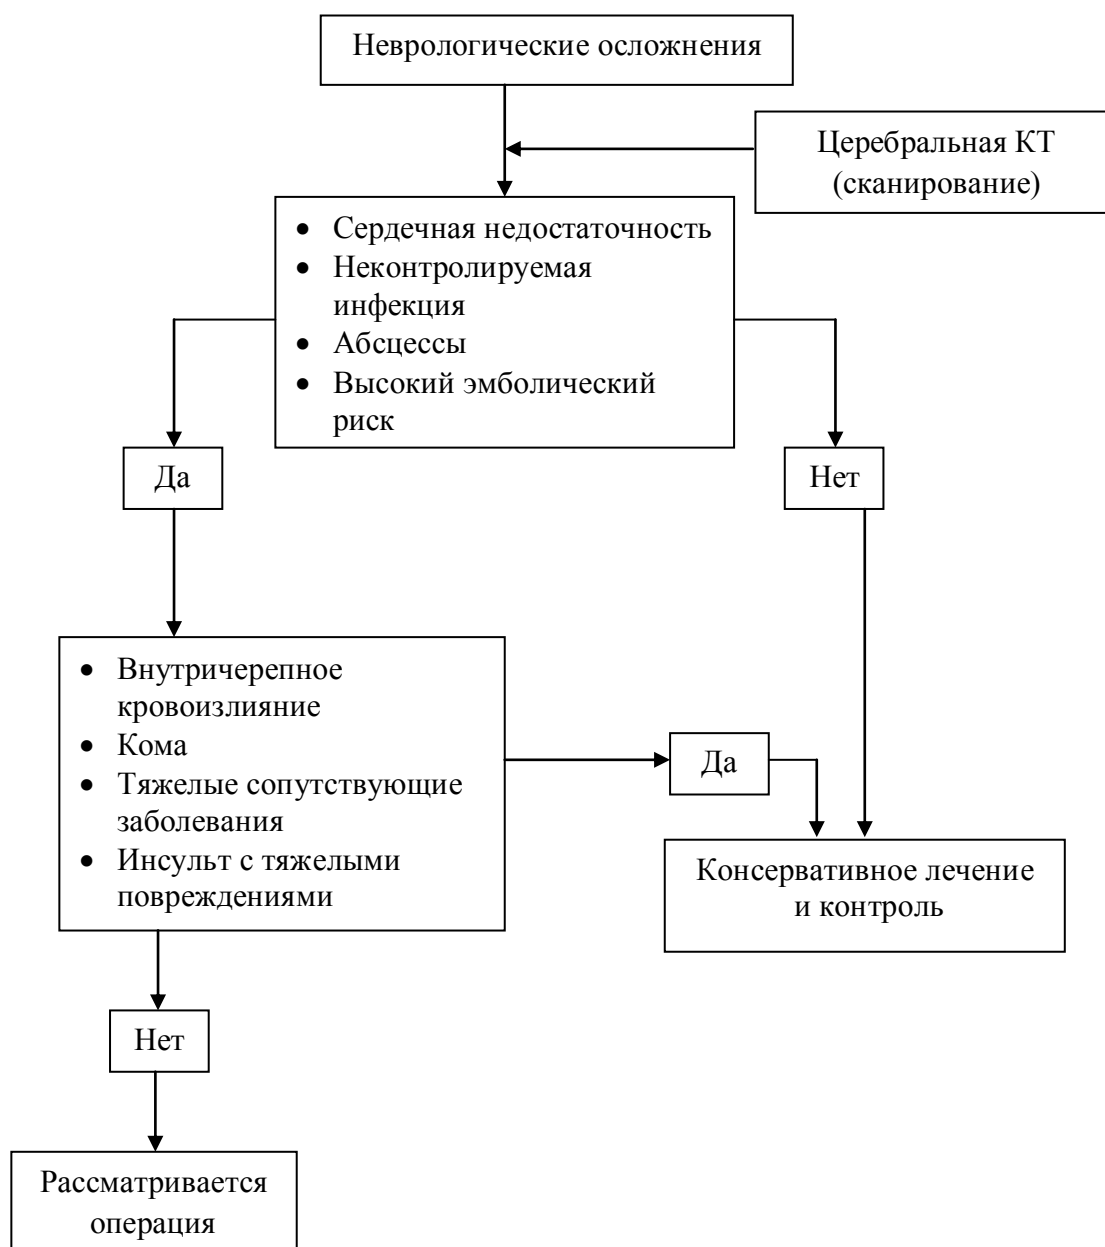 Неврологические осложнения
Церебральная КТ
(сканирование)
• Сердечная недостаточность
• Неконтролируемая
инфекция
• Абсцессы
• Высокий эмболический
риск
Да
Нет
• Внутричерепное
кровоизлияние
• Кома
• Тяжелые сопутствующие
заболевания
• Инсульт с тяжелыми
повреждениями
Да
Консервативное лечение
и контроль
Нет
Рассматривается
операция